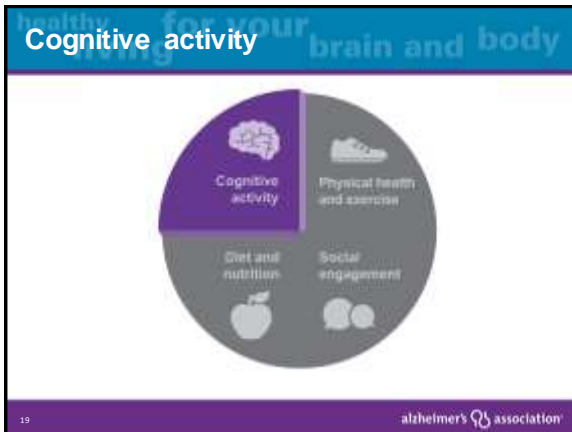 healthy living for your brain and body
Cognitive activity
Cognitive
activity
Physical health
and exercise
Diet and
nutrition
Social
engagement
19
alzheimer's association